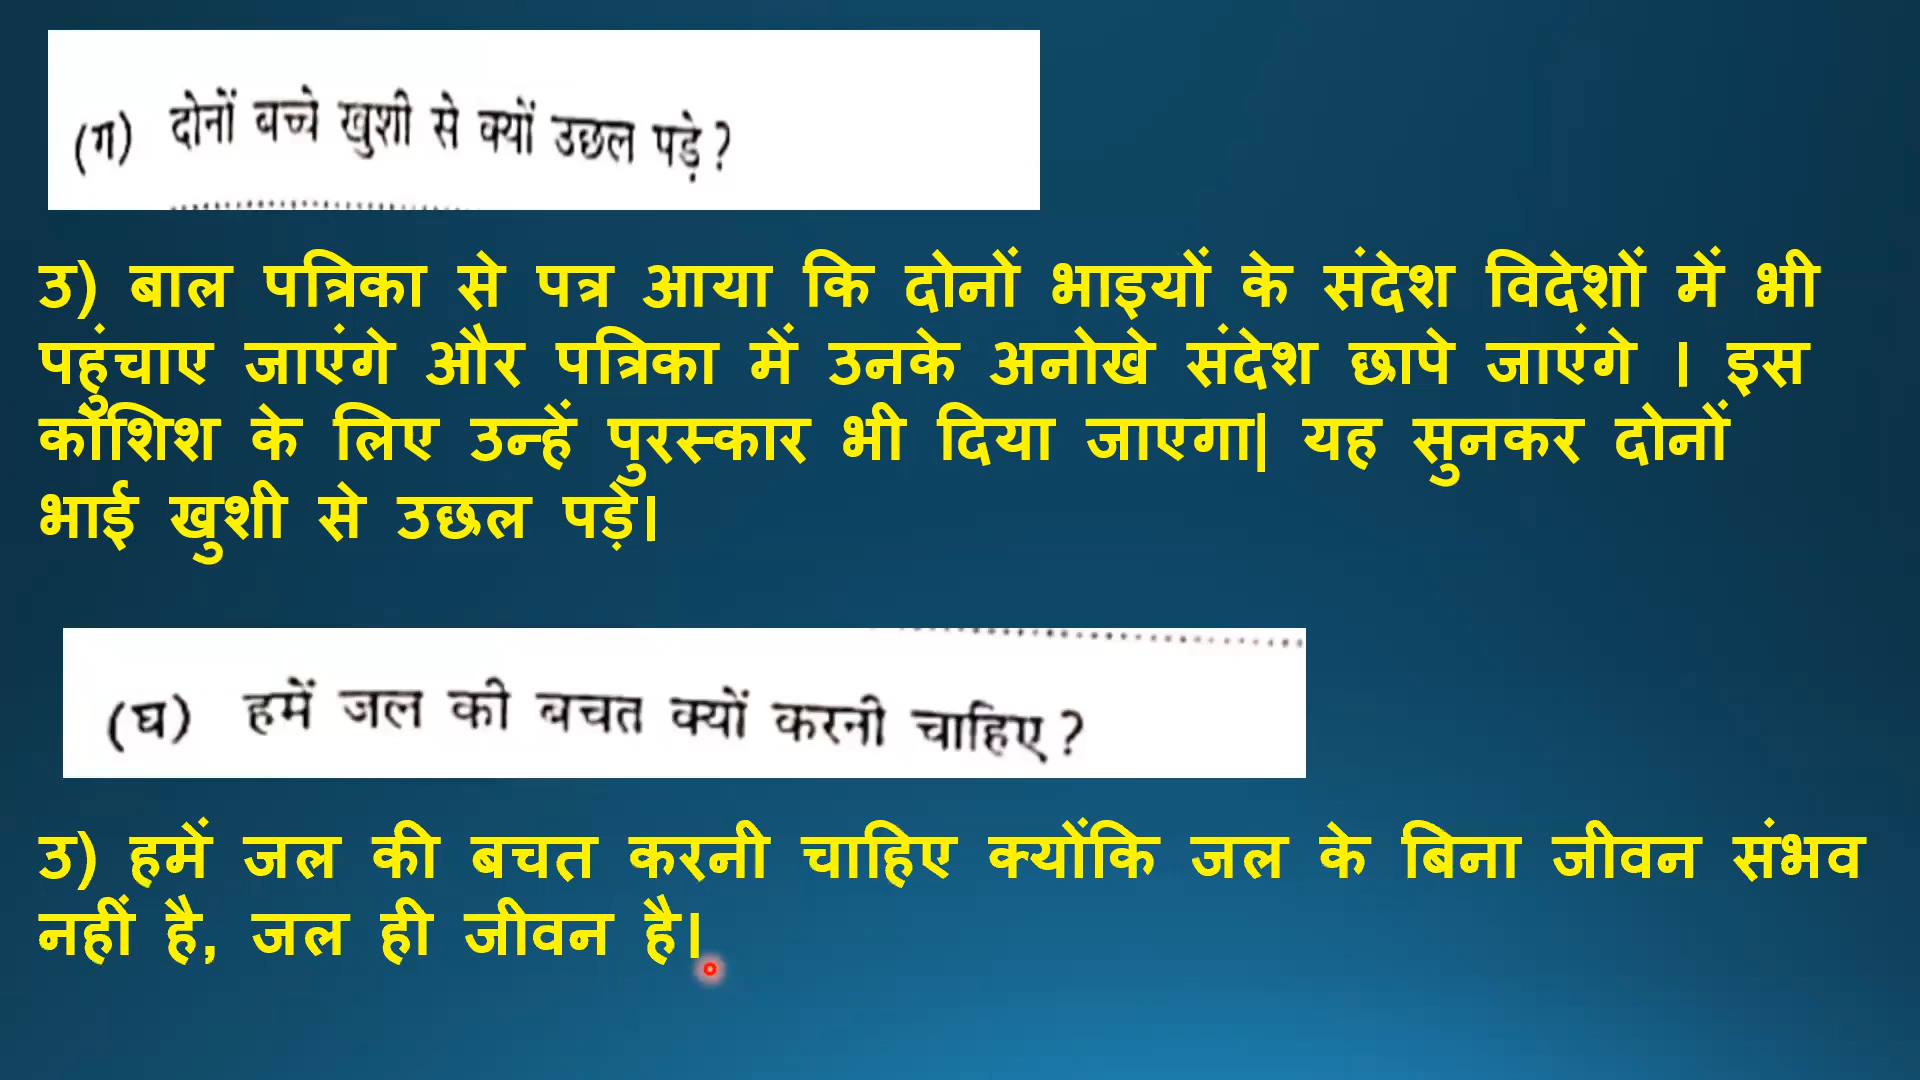 (ग) दोनों बच्चे खुशी से क्यों उछल पड़े?
उ) बाल पत्रिका से पत्र आया कि दोनों भाइयों के संदेश विदेशों में भी
पहुंचाए जाएंगे और पत्रिका में उनके अनोखे संदेश छापे जाएंगे । इस
कोशिश के लिए उन्हें पुरस्कार भी दिया जाएगा| यह सुनकर दोनों
भाई खुशी से उछल पड़े।
(घ) हमें जल की बचत क्यों करनी चाहिए?
उ) हमें जल की बचत करनी चाहिए क्योंकि जल के बिना जीवन संभव
नहीं है, जल ही जीवन है।